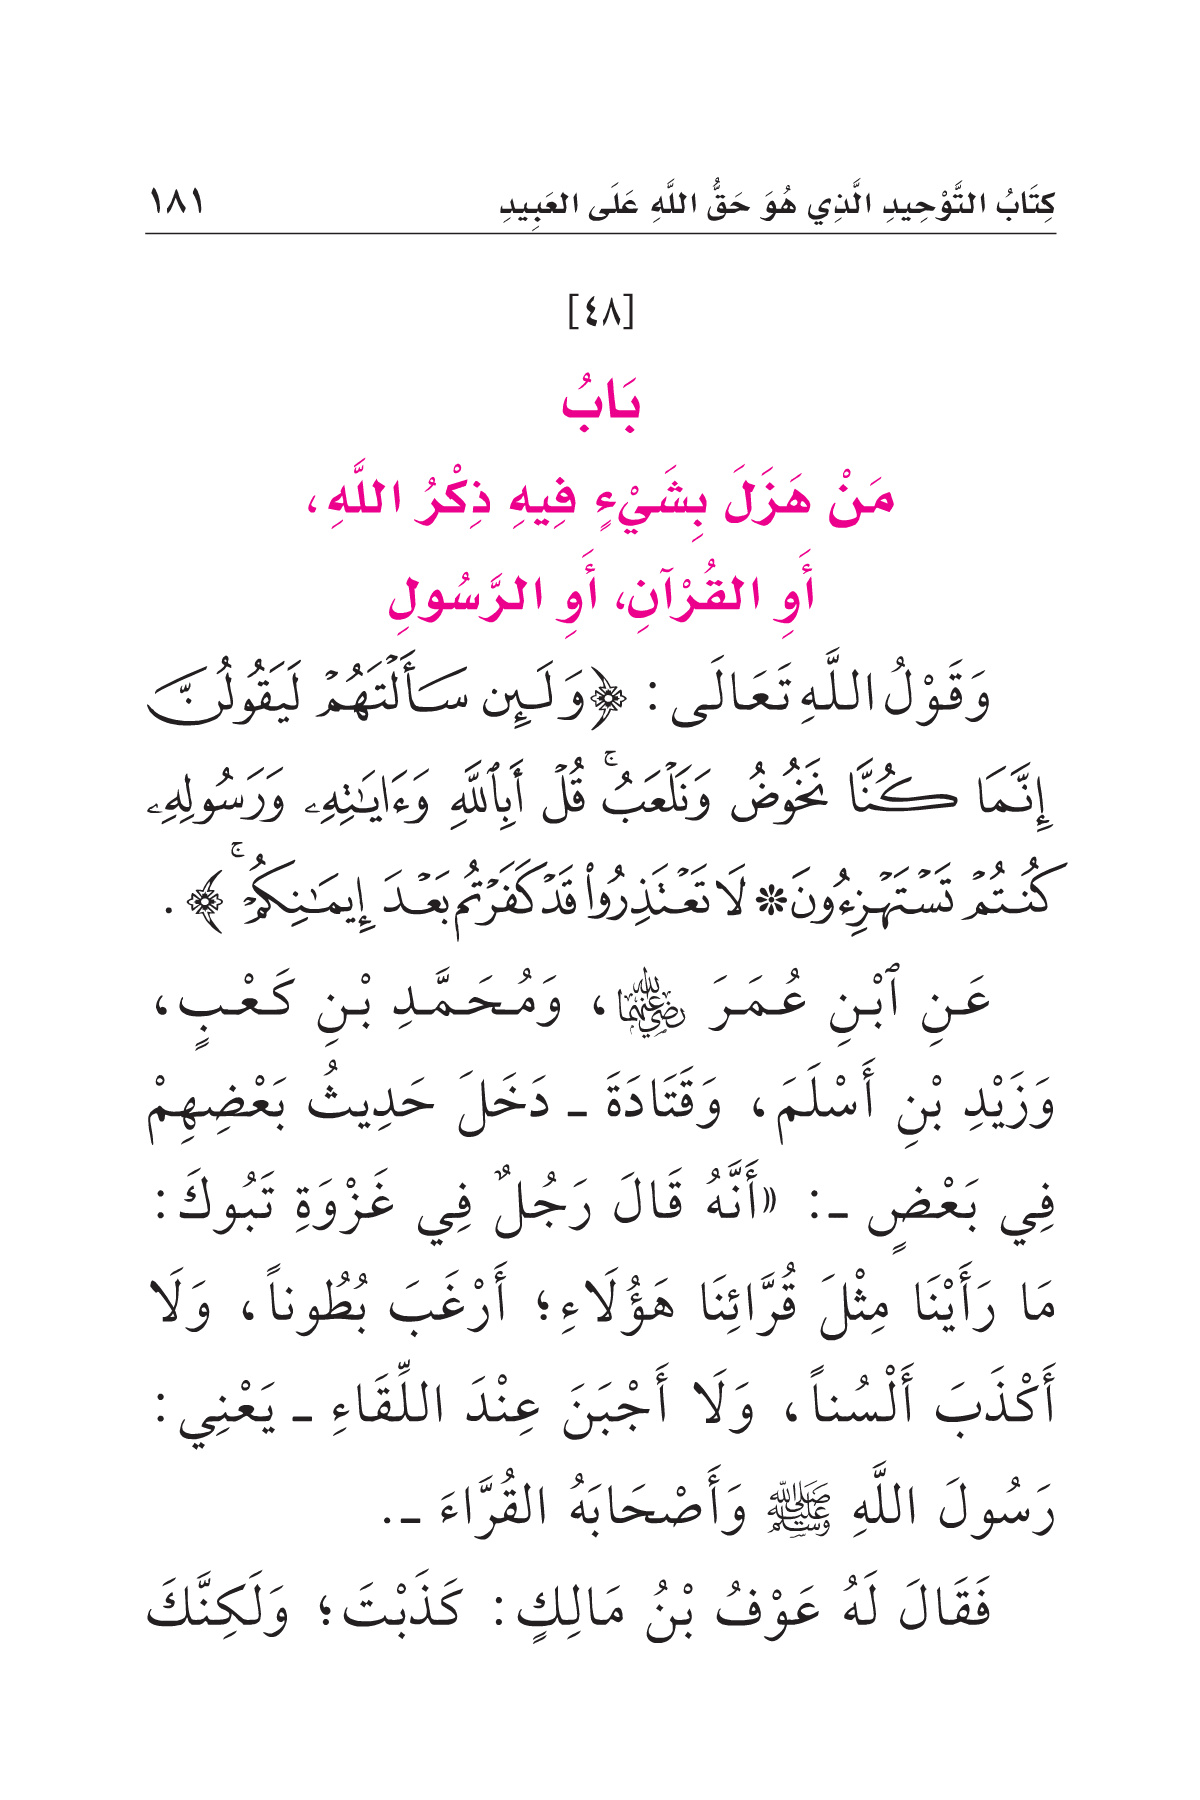 كِتَابُ التَّوْحِيدِ الَّذِي هُوَ حَقُّ اللَّهِ عَلَى العَبِيدِ ١٨١
[٤٨]
بَابُ
مَنْ هَزَلَ بِشَيْءٍ فِيهِ ذِكْرُ اللَّهِ،
أَوِ القُرْآنِ، أَوِ الرَّسُولِ
وَقَوْلُ اللَّهِ تَعَالَى: ﴿وَلَئِن سَأَلْتَهُمْ لَيَقُولُنَّ
إِنَّمَا كُنَّا نَخُوضُ وَنَلْعَبُ ۚ قُلْ أَبِٱللَّهِ وَءَايَـٰتِهِۦ وَرَسُولِهِۦ
كُنتُمْ تَسْتَهْزِءُونَ * لَا تَعْتَذِرُوا۟ قَدْ كَفَرْتُم بَعْدَ إِيمَـٰنِكُمْ ۚ﴾.
عَنِ ٱبْنِ عُمَرَ رضي الله عنهما، وَمُحَمَّدِ بْنِ كَعْبٍ،
وَزَيْدِ بْنِ أَسْلَمَ، وَقَتَادَةَ ـ دَخَلَ حَدِيثُ بَعْضِهِمْ
فِي بَعْضٍ ـ: «أَنَّهُ قَالَ رَجُلٌ فِي غَزْوَةِ تَبُوكَ:
مَا رَأَيْنَا مِثْلَ قُرَّائِنَا هَؤُلَاءِ؛ أَرْغَبَ بُطُوناً، وَلَا
أَكْذَبَ أَلْسُناً، وَلَا أَجْبَنَ عِنْدَ اللِّقَاءِ ـ يَعْنِي:
رَسُولَ اللَّهِ ﷺ وَأَصْحَابَهُ القُرَّاءَ ـ.
فَقَالَ لَهُ عَوْفُ بْنُ مَالِكٍ: كَذَبْتَ؛ وَلَكِنَّكَ